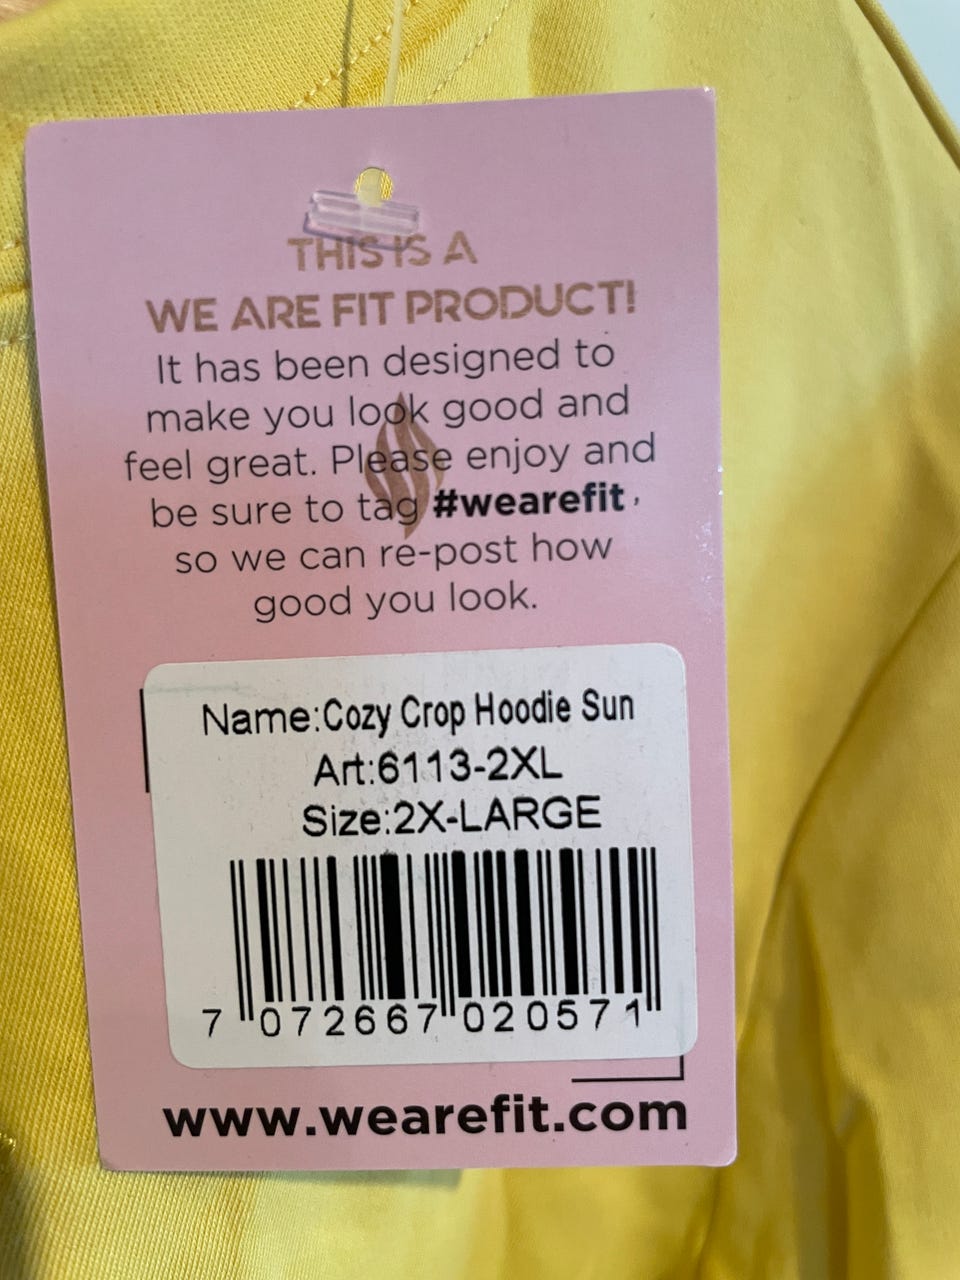 THIS IS A
WE ARE FIT PRODUCT!
It has been designed to
make you look good and
feel great. Please enjoy and
be sure to tag #wearefit,
so we can re-post how
good you look.
Name:Cozy Crop Hoodie Sun
Art:6113-2XL
Size:2X-LARGE
7 072667 020571
www.wearefit.com